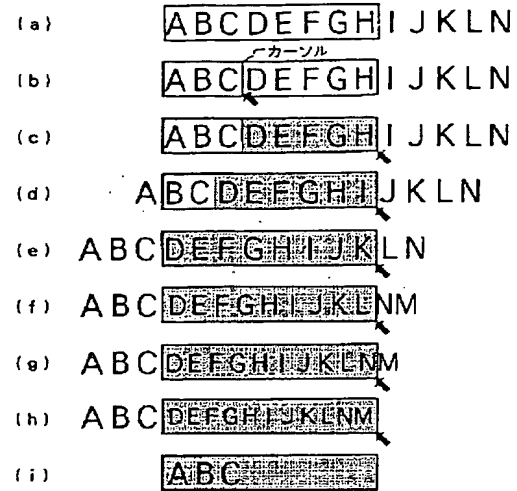 (a) ABCDEFGHIJKLN
カーソル
(b) ABCDEFGHIJKLN
(c) ABCDEFGHIJKLN
(d) ABCDEFGHIJKLN
(e) ABCDEFGHIJKLN
(f) ABCDEFGHIJKLNM
(g) ABCDEFGHIJKLNM
(h) ABCDEFGHIJKLNM
(i) ABC